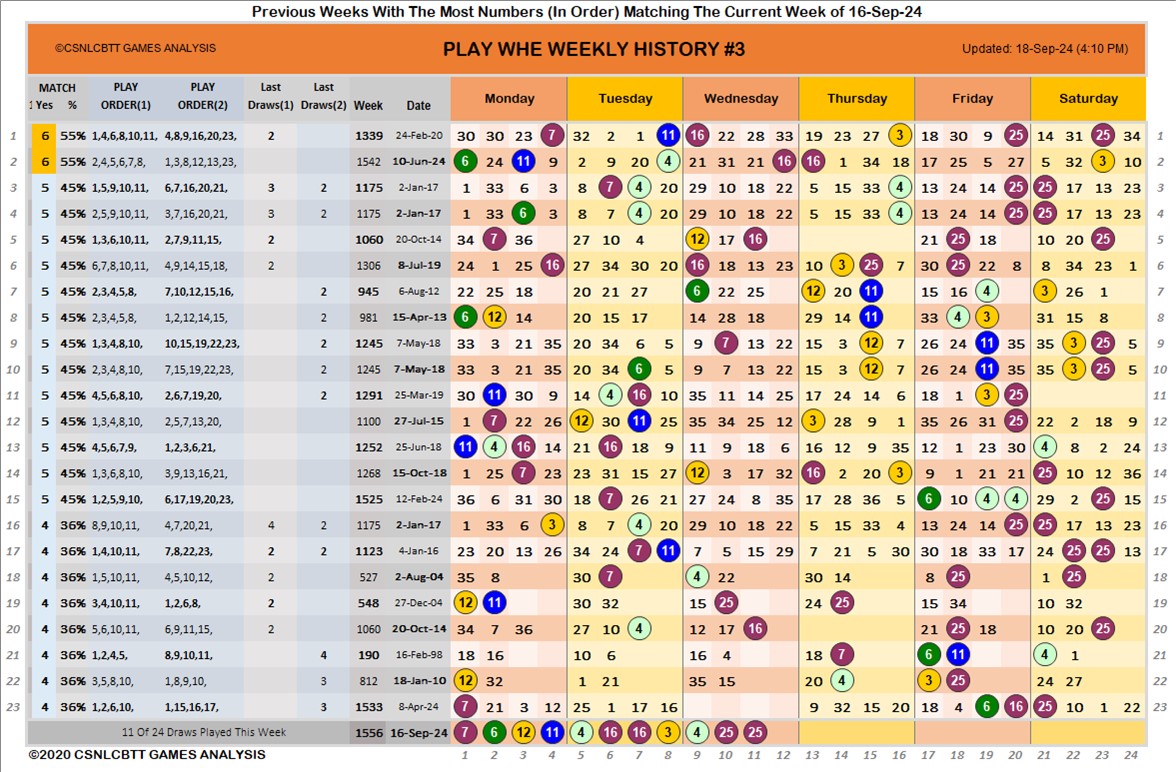 Previous Weeks With The Most Numbers (In Order) Matching The Current Week of 16-Sep-24
©CSNLCBTT GAMES ANALYSIS PLAY WHE WEEKLY HISTORY #3 Updated: 18-Sep-24 (4:10 PM)
MATCH PLAY PLAY Last Last
1 Yes % ORDER(1) ORDER(2) Draws(1) Draws(2) Week Date Monday Tuesday Wednesday Thursday Friday Saturday
1 6 55% 1,4,6,8,10,11, 4,8,9,16,20,23, 2 1339 24-Feb-20 30 30 23 7 32 2 1 11 16 22 28 33 19 23 27 3 18 30 9 25 14 31 25 34 1
2 6 55% 2,4,5,6,7,8, 1,3,8,12,13,23, 1542 10-Jun-24 6 24 11 9 2 9 20 4 21 31 21 16 16 1 34 18 17 25 5 27 5 32 3 10 2
3 5 45% 1,5,9,10,11, 6,7,16,20,21, 3 2 1175 2-Jan-17 1 33 6 3 8 7 4 20 29 10 18 22 5 15 33 4 13 24 14 25 25 17 13 23 3
4 5 45% 2,5,9,10,11, 3,7,16,20,21, 3 2 1175 2-Jan-17 1 33 6 3 8 7 4 20 29 10 18 22 5 15 33 4 13 24 14 25 25 17 13 23 4
5 5 45% 1,3,6,10,11, 2,7,9,11,15, 2 1060 20-Oct-14 34 7 36 27 10 4 12 17 16 21 25 18 10 20 25 5
6 5 45% 6,7,8,10,11, 4,9,14,15,18, 2 1306 8-Jul-19 24 1 25 16 27 34 30 20 16 18 13 23 10 3 25 7 30 25 22 8 8 34 23 1 6
7 5 45% 2,3,4,5,8, 7,10,12,15,16, 2 945 6-Aug-12 22 25 18 20 21 27 6 22 25 12 20 11 15 16 4 3 26 1 7
8 5 45% 2,3,4,5,8, 1,2,12,14,15, 2 981 15-Apr-13 6 12 14 20 15 17 14 28 18 29 14 11 33 4 3 31 15 8 8
9 5 45% 1,3,4,8,10, 10,15,19,22,23, 2 1245 7-May-18 33 3 21 35 20 34 6 5 9 7 13 22 15 3 12 7 26 24 11 35 35 3 25 5 9
10 5 45% 2,3,4,8,10, 7,15,19,22,23, 2 1245 7-May-18 33 3 21 35 20 34 6 5 9 7 13 22 15 3 12 7 26 24 11 35 35 3 25 5 10
11 5 45% 4,5,6,8,10, 2,6,7,19,20, 2 1291 25-Mar-19 30 11 30 9 14 4 16 10 35 11 14 25 17 24 14 6 18 1 3 25 11
12 5 45% 1,3,4,8,10, 2,5,7,13,20, 1100 27-Jul-15 1 7 22 26 12 30 11 25 35 34 25 12 3 28 9 1 35 26 31 25 22 2 18 9 12
13 5 45% 4,5,6,7,9, 1,2,3,6,21, 1252 25-Jun-18 11 4 16 14 21 16 18 9 11 9 18 6 16 12 9 35 12 1 23 30 4 8 2 24 13
14 5 45% 1,3,6,8,10, 3,9,13,16,21, 1268 15-Oct-18 1 25 7 23 23 31 15 27 12 3 17 32 16 2 20 3 9 1 21 21 25 10 12 36 14
15 5 45% 1,2,5,9,10, 6,17,19,20,23, 1525 12-Feb-24 36 6 31 30 18 7 26 21 27 24 8 35 17 28 36 5 6 10 4 4 29 2 25 15 15
16 4 36% 8,9,10,11, 4,7,20,21, 4 2 1175 2-Jan-17 1 33 6 3 8 7 4 20 29 10 18 22 5 15 33 4 13 24 14 25 25 17 13 23 16
17 4 36% 1,4,10,11, 7,8,22,23, 2 2 1123 4-Jan-16 23 20 13 26 34 24 7 11 7 5 15 29 7 21 5 30 30 18 33 17 24 25 25 13 17
18 4 36% 1,5,10,11, 4,5,10,12, 2 527 2-Aug-04 35 8 30 7 4 22 30 14 8 25 1 25 18
19 4 36% 3,4,10,11, 1,2,6,8, 2 548 27-Dec-04 12 11 30 32 15 25 24 25 15 34 10 32 19
20 4 36% 5,6,10,11, 6,9,11,15, 2 1060 20-Oct-14 34 7 36 27 10 4 12 17 16 21 25 18 10 20 25 20
21 4 36% 1,2,4,5, 8,9,10,11, 4 190 16-Feb-98 18 16 10 6 16 4 18 7 6 11 4 1 21
22 4 36% 3,5,8,10, 1,8,9,10, 3 812 18-Jan-10 12 32 1 21 35 15 20 4 3 25 24 27 22
23 4 36% 1,2,6,10, 1,15,16,17, 3 1533 8-Apr-24 7 21 3 12 25 1 17 16 9 32 15 20 18 4 6 16 25 10 1 22 23
11 Of 24 Draws Played This Week 1556 16-Sep-24 7 6 12 11 4 16 16 3 4 25 25
©2020 CSNLCBTT GAMES ANALYSIS 1 2 3 4 5 6 7 8 9 10 11 12 13 14 15 16 17 18 19 20 21 22 23 24